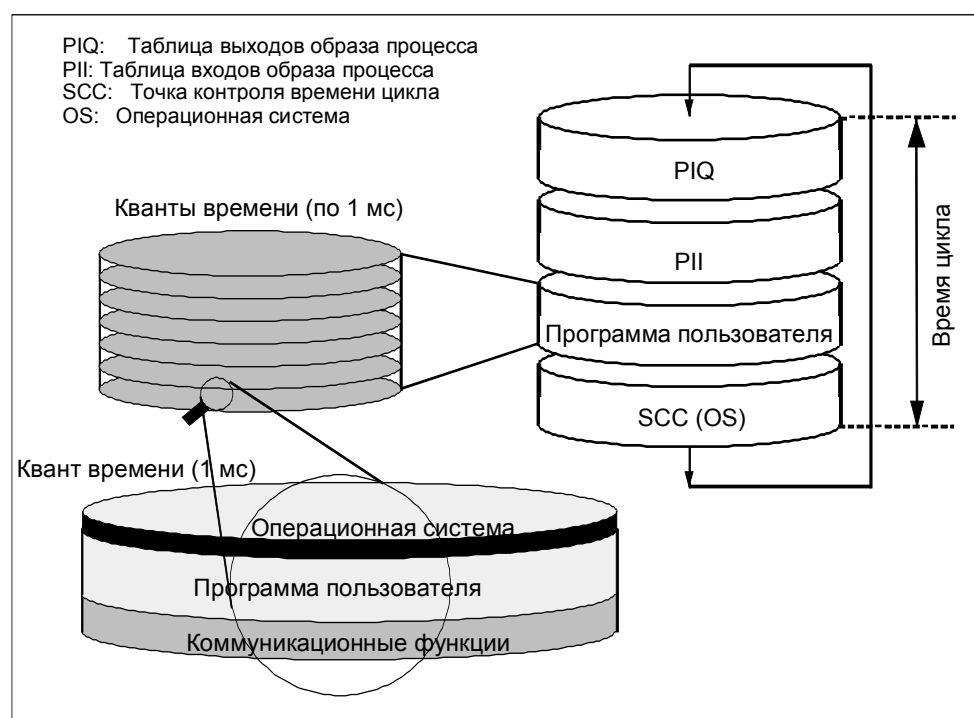 PIQ: Таблица выходов образа процесса
PII: Таблица входов образа процесса
SCC: Точка контроля времени цикла
OS: Операционная система
Кванты времени (по 1 мс)
PIQ
PII
Программа пользователя
SCC (OS)
Время цикла
Квант времени (1 мс)
Операционная система
Программа пользователя
Коммуникационные функции